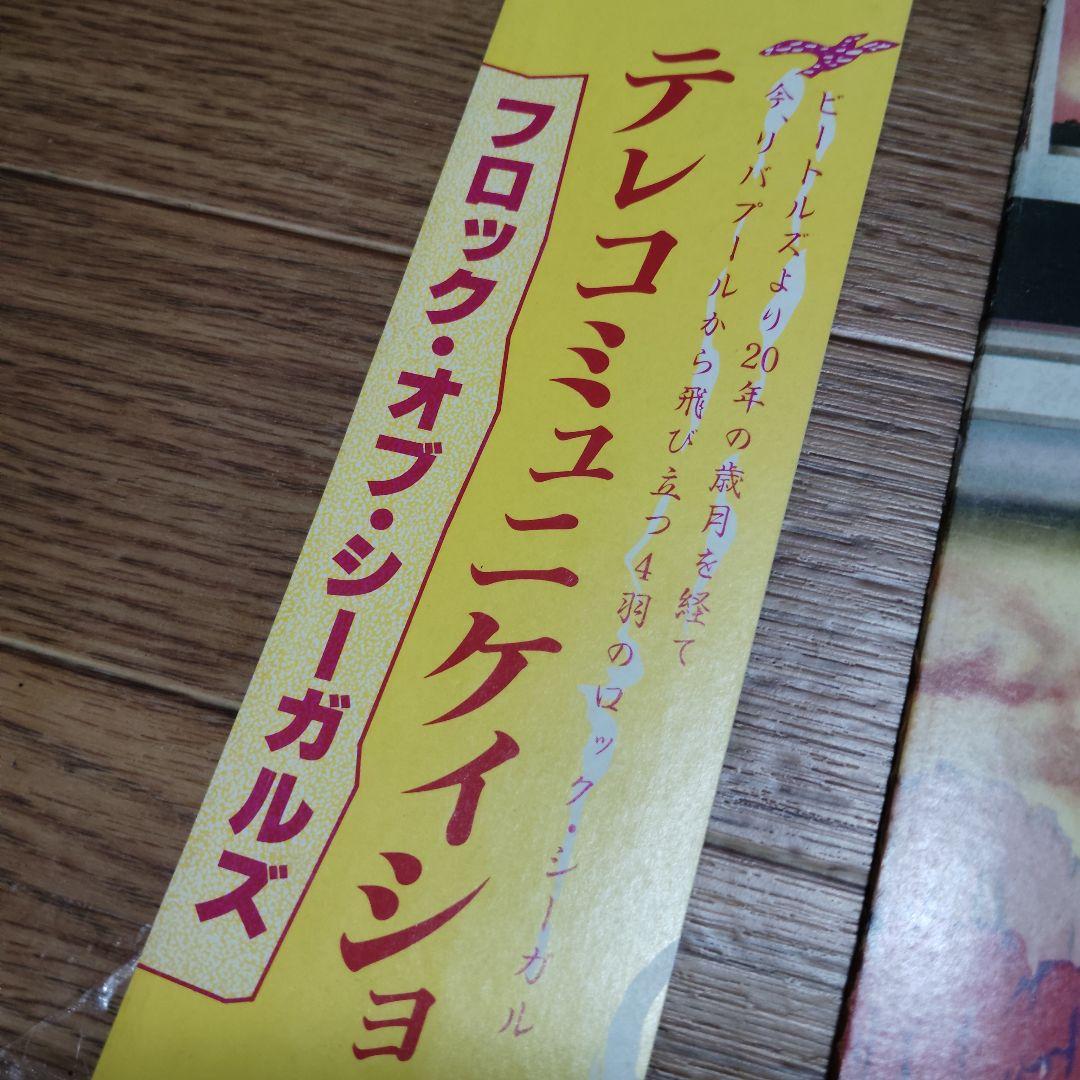 ビートルズより20年の歳月を経て
今、リバプールから飛び立つ4羽のロック・シーガル
テレコミュニケイショ
フロック・オブ・シーガルズ